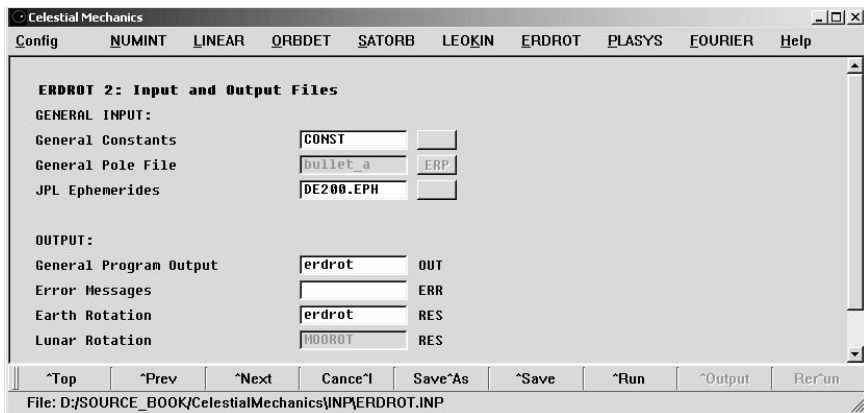 Celestial Mechanics
Config NUMINT LINEAR ORBDET SATORB LEOKIN ERDROT PLASYS FOURIER Help
ERDROT 2: Input and Output Files
GENERAL INPUT:
General Constants CONST
General Pole File bullet_a ERP
JPL Ephemerides DE200.EPH
OUTPUT:
General Program Output erdrot OUT
Error Messages ERR
Earth Rotation erdrot RES
Lunar Rotation MOOROT RES
^Top ^Prev ^Next Cance^l Save^As ^Save ^Run ^Output Rer^un
File: D:/SOURCE_BOOK/CelestialMechanics\INP\ERDROT.INP